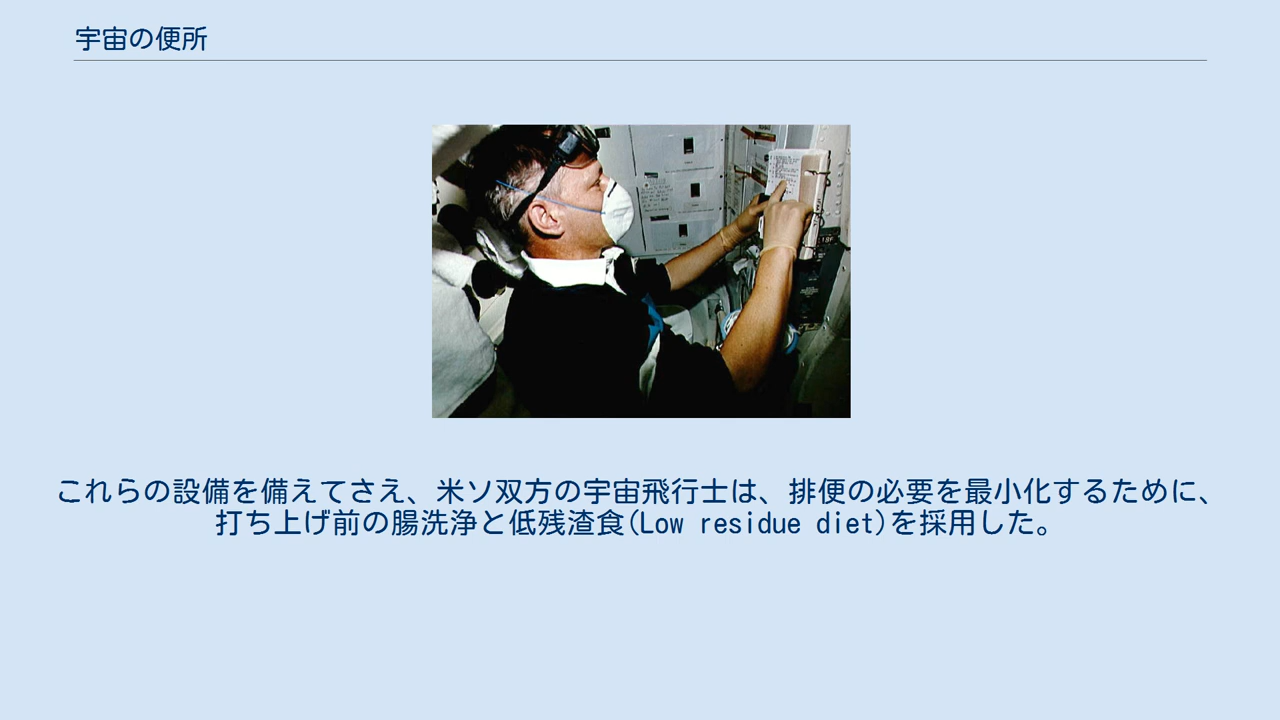 宇宙の便所
これらの設備を備えてさえ、米ソ双方の宇宙飛行士は、排便の必要を最小化するために、
打ち上げ前の腸洗浄と低残渣食(Low residue diet)を採用した。